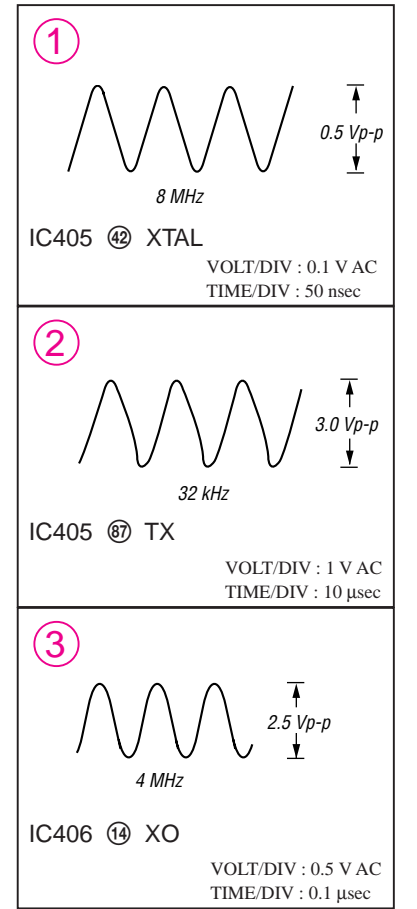 ①
0.5 Vp-p
8 MHz
IC405 ㊷ XTAL
VOLT/DIV : 0.1 V AC
TIME/DIV : 50 nsec
②
3.0 Vp-p
32 kHz
IC405 87 TX
VOLT/DIV : 1 V AC
TIME/DIV : 10 µsec
③
2.5 Vp-p
4 MHz
IC406 ⑭ XO
VOLT/DIV : 0.5 V AC
TIME/DIV : 0.1 µsec